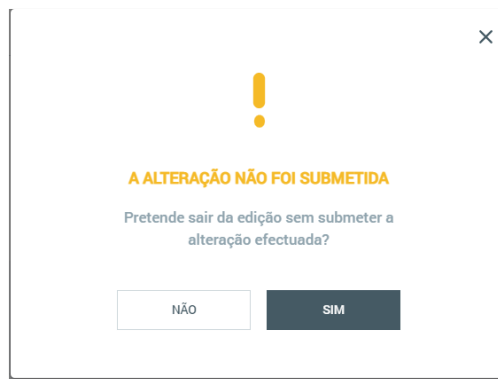 A ALTERAÇÃO NÃO FOI SUBMETIDA
Pretende sair da edição sem submeter a
alteração efectuada?
NÃO
SIM